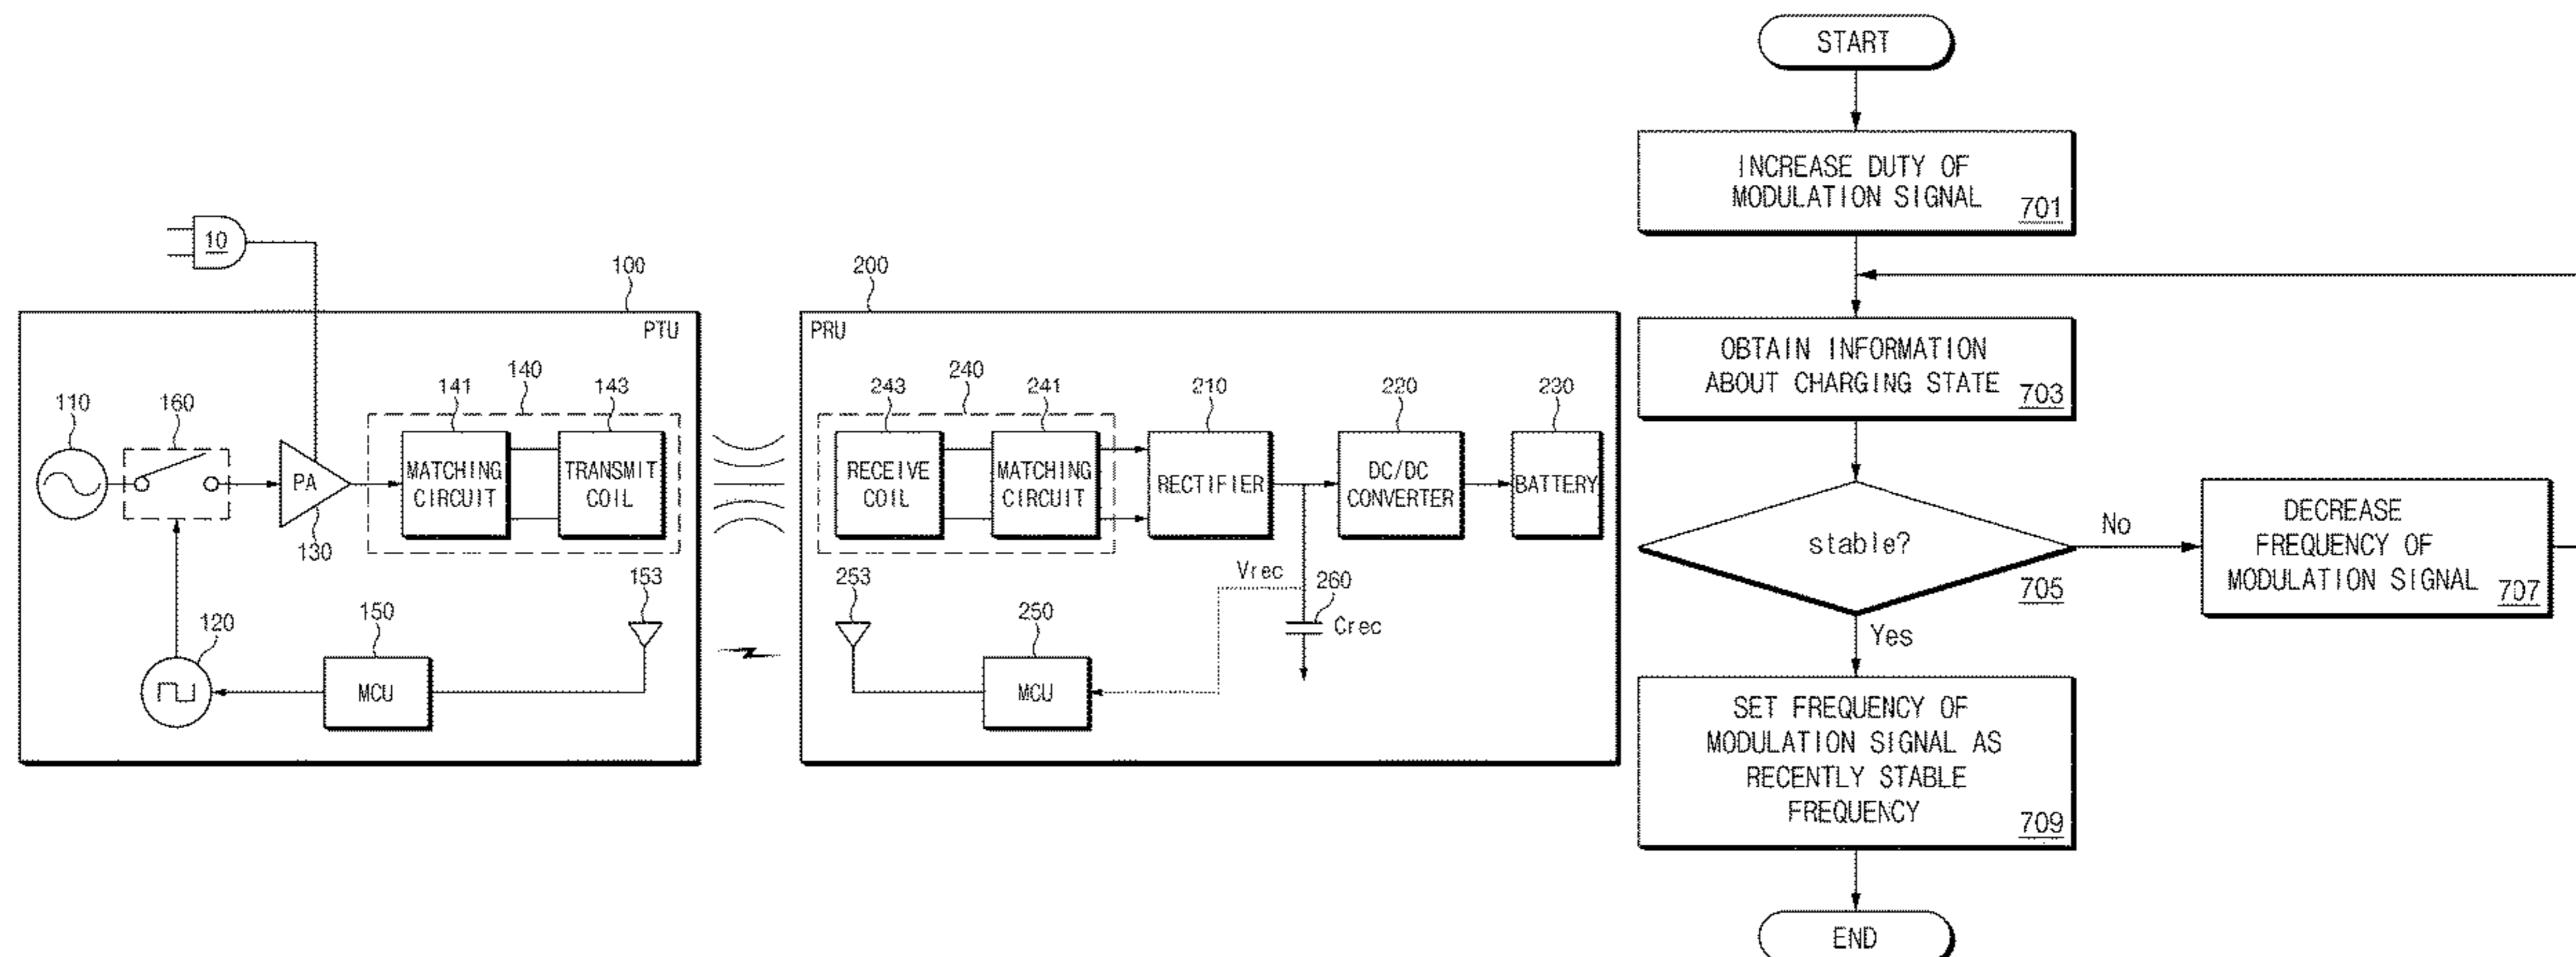 10
100
PTU
110
160
PA
130
140
141
143
MATCHING
CIRCUIT
TRANSMIT
COIL
153
120
150
MCU
200
PRU
240
243
241
210
220
230
RECEIVE
COIL
MATCHING
CIRCUIT
RECTIFIER
DC/DC
CONVERTER
BATTERY
253
Vrec
260
Crec
250
MCU
START
INCREASE DUTY OF
MODULATION SIGNAL
701
OBTAIN INFORMATION
ABOUT CHARGING STATE
703
stable?
705
No
DECREASE
FREQUENCY OF
MODULATION SIGNAL
707
Yes
SET FREQUENCY OF
MODULATION SIGNAL AS
RECENTLY STABLE
FREQUENCY
709
END